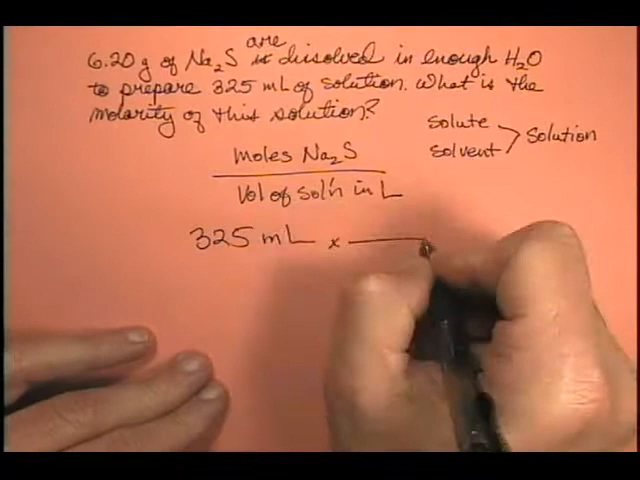 are
6.20 g of Na₂S is dissolved in enough H₂O
to prepare 325 mL of solution. What is the
molarity of this solution?
solute
solvent
solution
moles Na₂S
Vol of sol'n in L
325 mL x